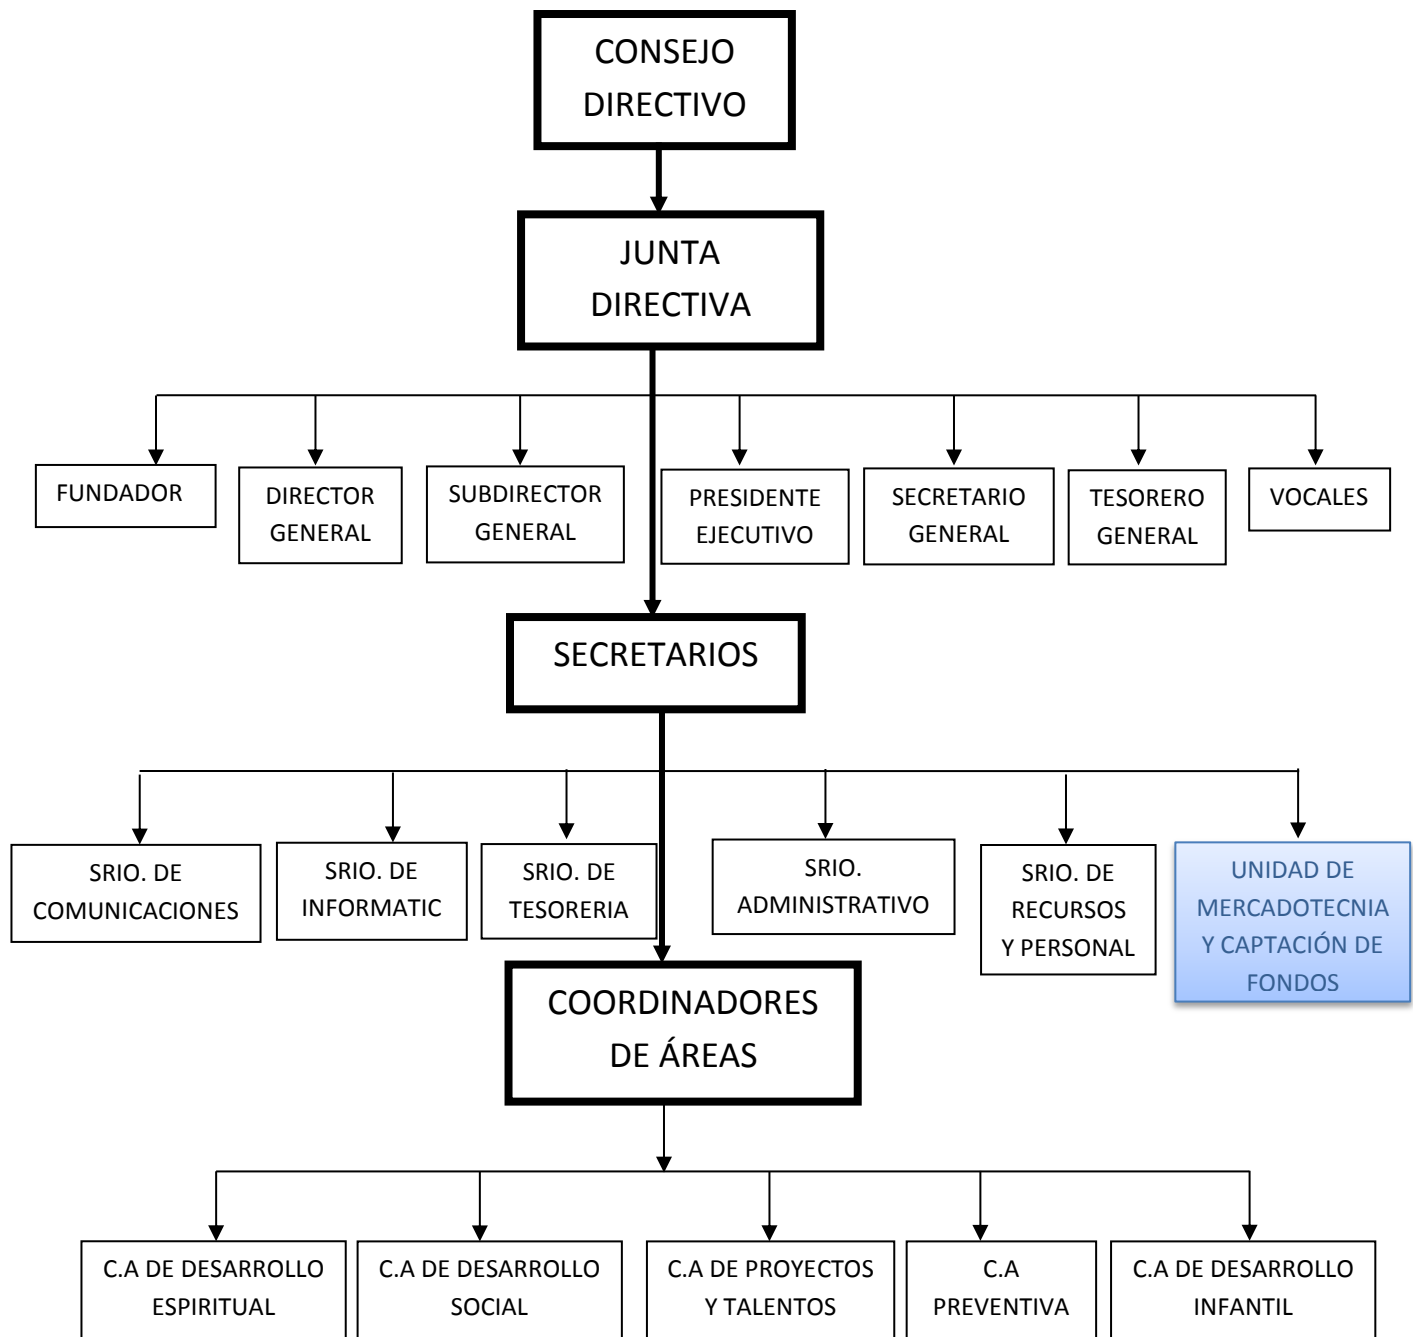 CONSEJO
DIRECTIVO
JUNTA
DIRECTIVA
FUNDADOR
DIRECTOR
GENERAL
SUBDIRECTOR
GENERAL
PRESIDENTE
EJECUTIVO
SECRETARIO
GENERAL
TESORERO
GENERAL
VOCALES
SECRETARIOS
SRIO. DE
COMUNICACIONES
SRIO. DE
INFORMATIC
SRIO. DE
TESORERIA
SRIO.
ADMINISTRATIVO
SRIO. DE
RECURSOS
Y PERSONAL
UNIDAD DE
MERCADOTECNIA
Y CAPTACIÓN DE
FONDOS
COORDINADORES
DE ÁREAS
C.A DE DESARROLLO
ESPIRITUAL
C.A DE DESARROLLO
SOCIAL
C.A DE PROYECTOS
Y TALENTOS
C.A
PREVENTIVA
C.A DE DESARROLLO
INFANTIL